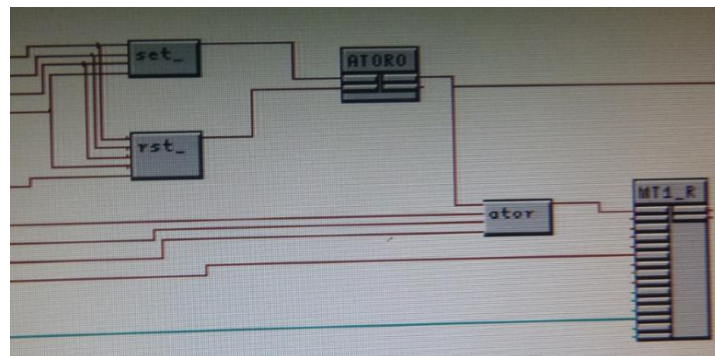 set_
ATORO
rst_
MT1_R
ator